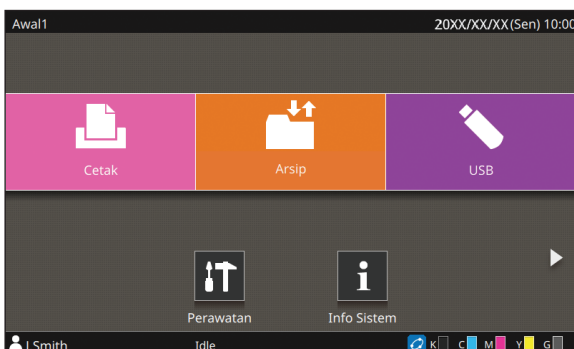 Awal1 20XX/XX/XX (Sen) 10:00
Cetak Arsip USB
Perawatan Info Sistem
J.Smith Idle K C M Y G